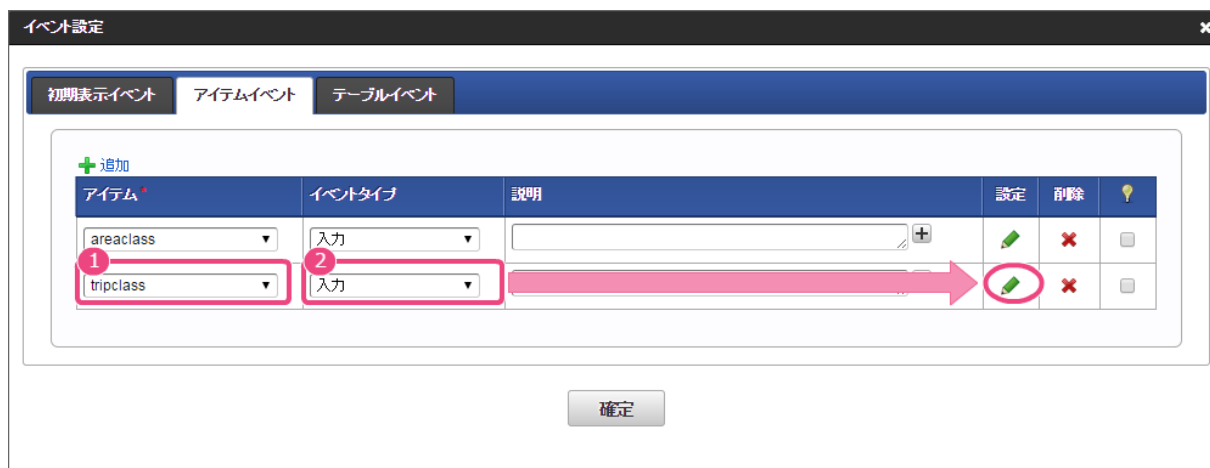 イベント設定
初期表示イベント アイテムイベント テーブルイベント
追加
アイテム* イベントタイプ 説明 設定 削除
areaclass 入力
1 2
tripclass 入力
確定